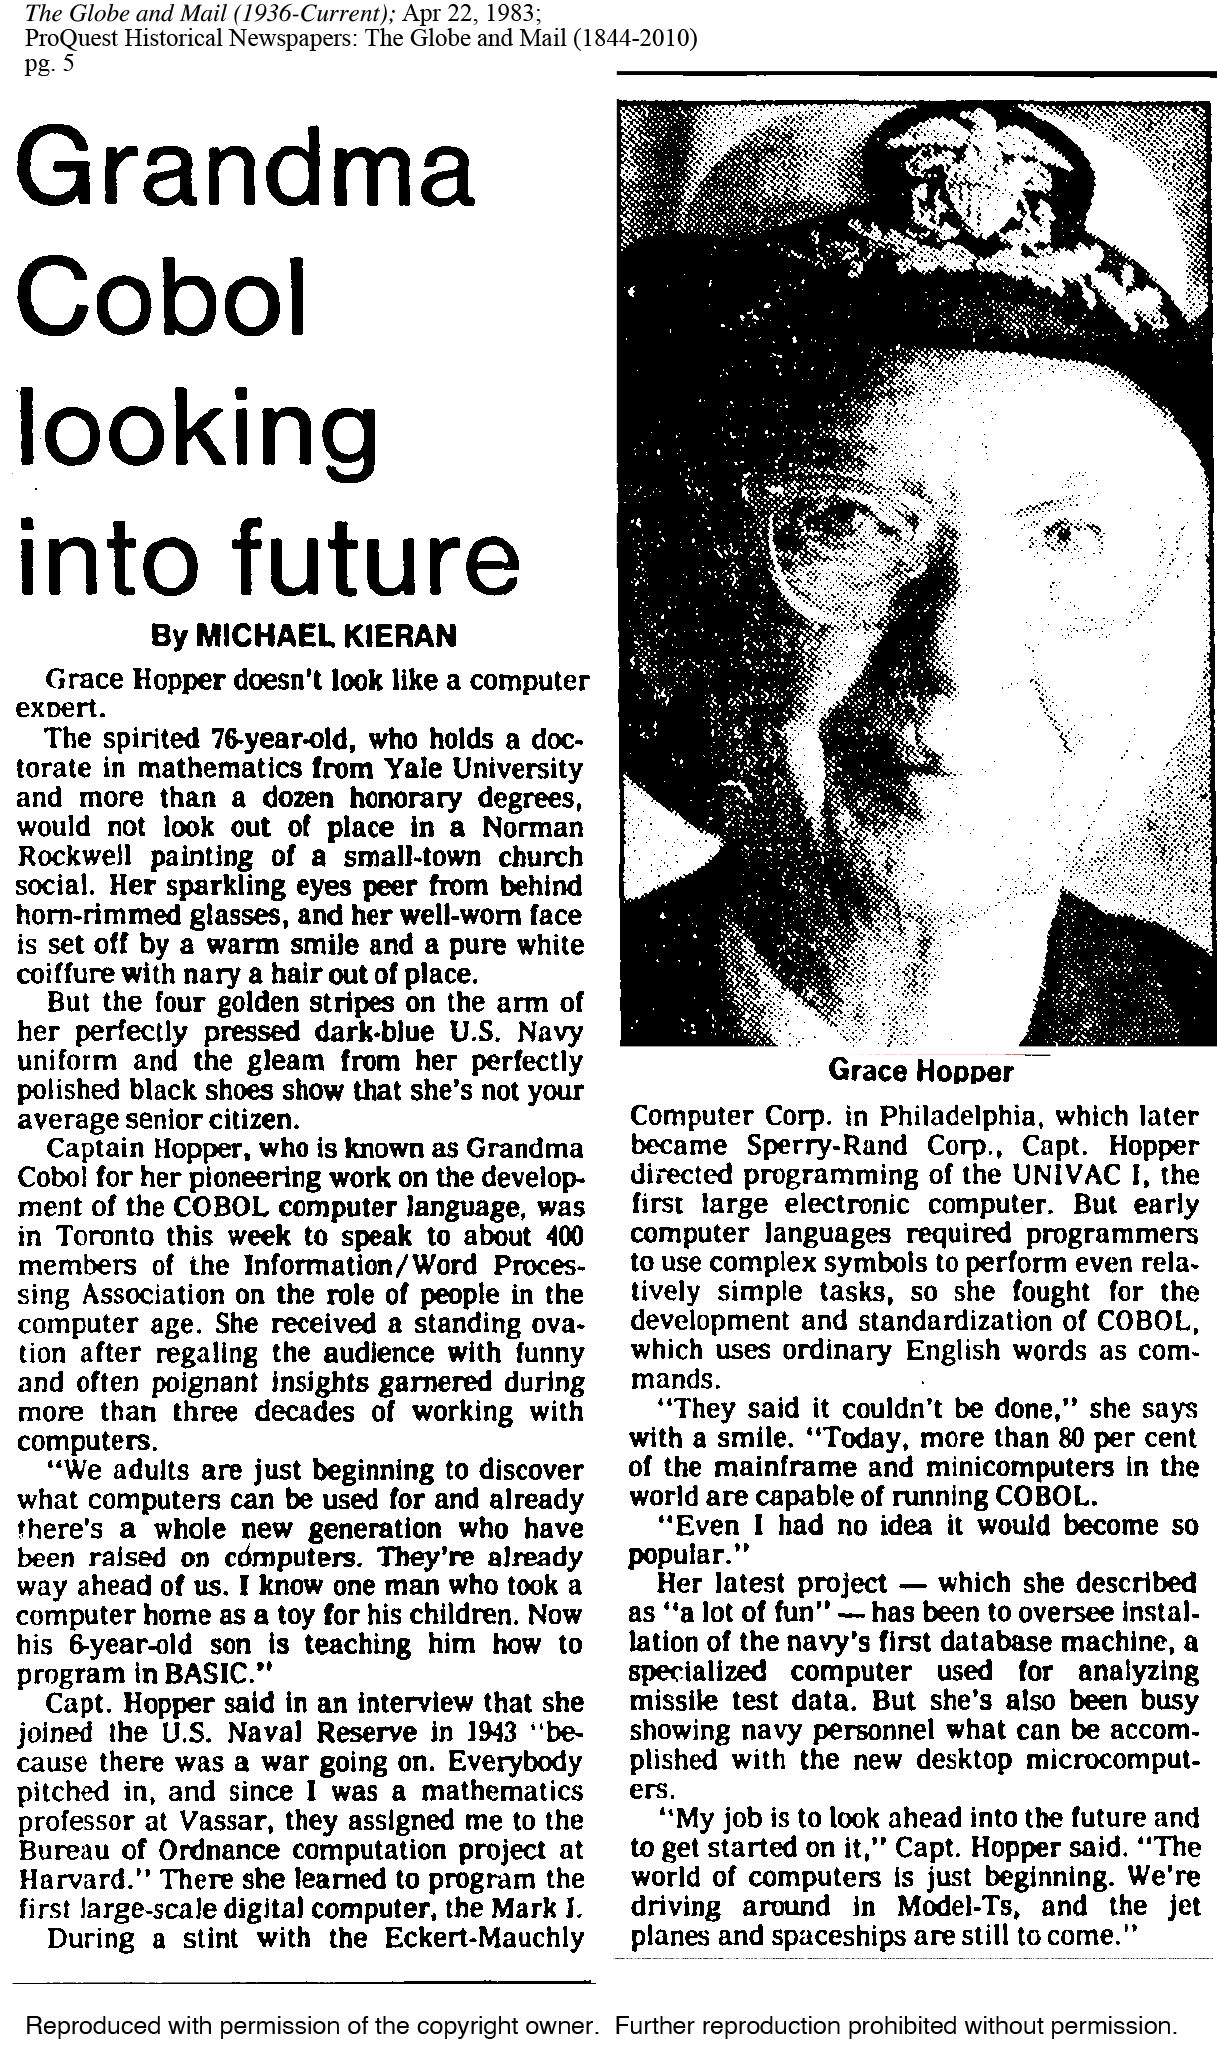 The Globe and Mail (1936-Current); Apr 22, 1983;
ProQuest Historical Newspapers: The Globe and Mail (1844-2010)
pg. 5
Grandma
Cobol
looking
into future
By MICHAEL KIERAN
Grace Hopper doesn't look like a computer
expert.
The spirited 76-year-old, who holds a doc-
torate in mathematics from Yale University
and more than a dozen honorary degrees,
would not look out of place in a Norman
Rockwell painting of a small-town church
social. Her sparkling eyes peer from behind
horn-rimmed glasses, and her well-worn face
is set off by a warm smile and a pure white
coiffure with nary a hair out of place.
But the four golden stripes on the arm of
her perfectly pressed dark-blue U.S. Navy
uniform and the gleam from her perfectly
polished black shoes show that she's not your
average senior citizen.
Captain Hopper, who is known as Grandma
Cobol for her pioneering work on the develop-
ment of the COBOL computer language, was
in Toronto this week to speak to about 400
members of the Information/Word Proces-
sing Association on the role of people in the
computer age. She received a standing ova-
tion after regaling the audience with funny
and often poignant insights garnered during
more than three decades of working with
computers.
"We adults are just beginning to discover
what computers can be used for and already
there's a whole new generation who have
been raised on computers. They're already
way ahead of us. I know one man who took a
computer home as a toy for his children. Now
his 6-year-old son is teaching him how to
program in BASIC."
Capt. Hopper said in an interview that she
joined the U.S. Naval Reserve in 1943 "be-
cause there was a war going on. Everybody
pitched in, and since I was a mathematics
professor at Vassar, they assigned me to the
Bureau of Ordnance computation project at
Harvard." There she learned to program the
first large-scale digital computer, the Mark I.
During a stint with the Eckert-Mauchly
Grace Hopper
Computer Corp. in Philadelphia, which later
became Sperry-Rand Corp., Capt. Hopper
directed programming of the UNIVAC I, the
first large electronic computer. But early
computer languages required programmers
to use complex symbols to perform even rela-
tively simple tasks, so she fought for the
development and standardization of COBOL,
which uses ordinary English words as com-
mands.
"They said it couldn't be done," she says
with a smile. "Today, more than 80 per cent
of the mainframe and minicomputers in the
world are capable of running COBOL.
"Even I had no idea it would become so
popular."
Her latest project — which she described
as "a lot of fun" — has been to oversee instal-
lation of the navy's first database machine, a
specialized computer used for analyzing
missile test data. But she's also been busy
showing navy personnel what can be accom-
plished with the new desktop microcomput-
ers.
"My job is to look ahead into the future and
to get started on it," Capt. Hopper said. "The
world of computers is just beginning. We're
driving around in Model-Ts, and the jet
planes and spaceships are still to come."
Reproduced with permission of the copyright owner. Further reproduction prohibited without permission.